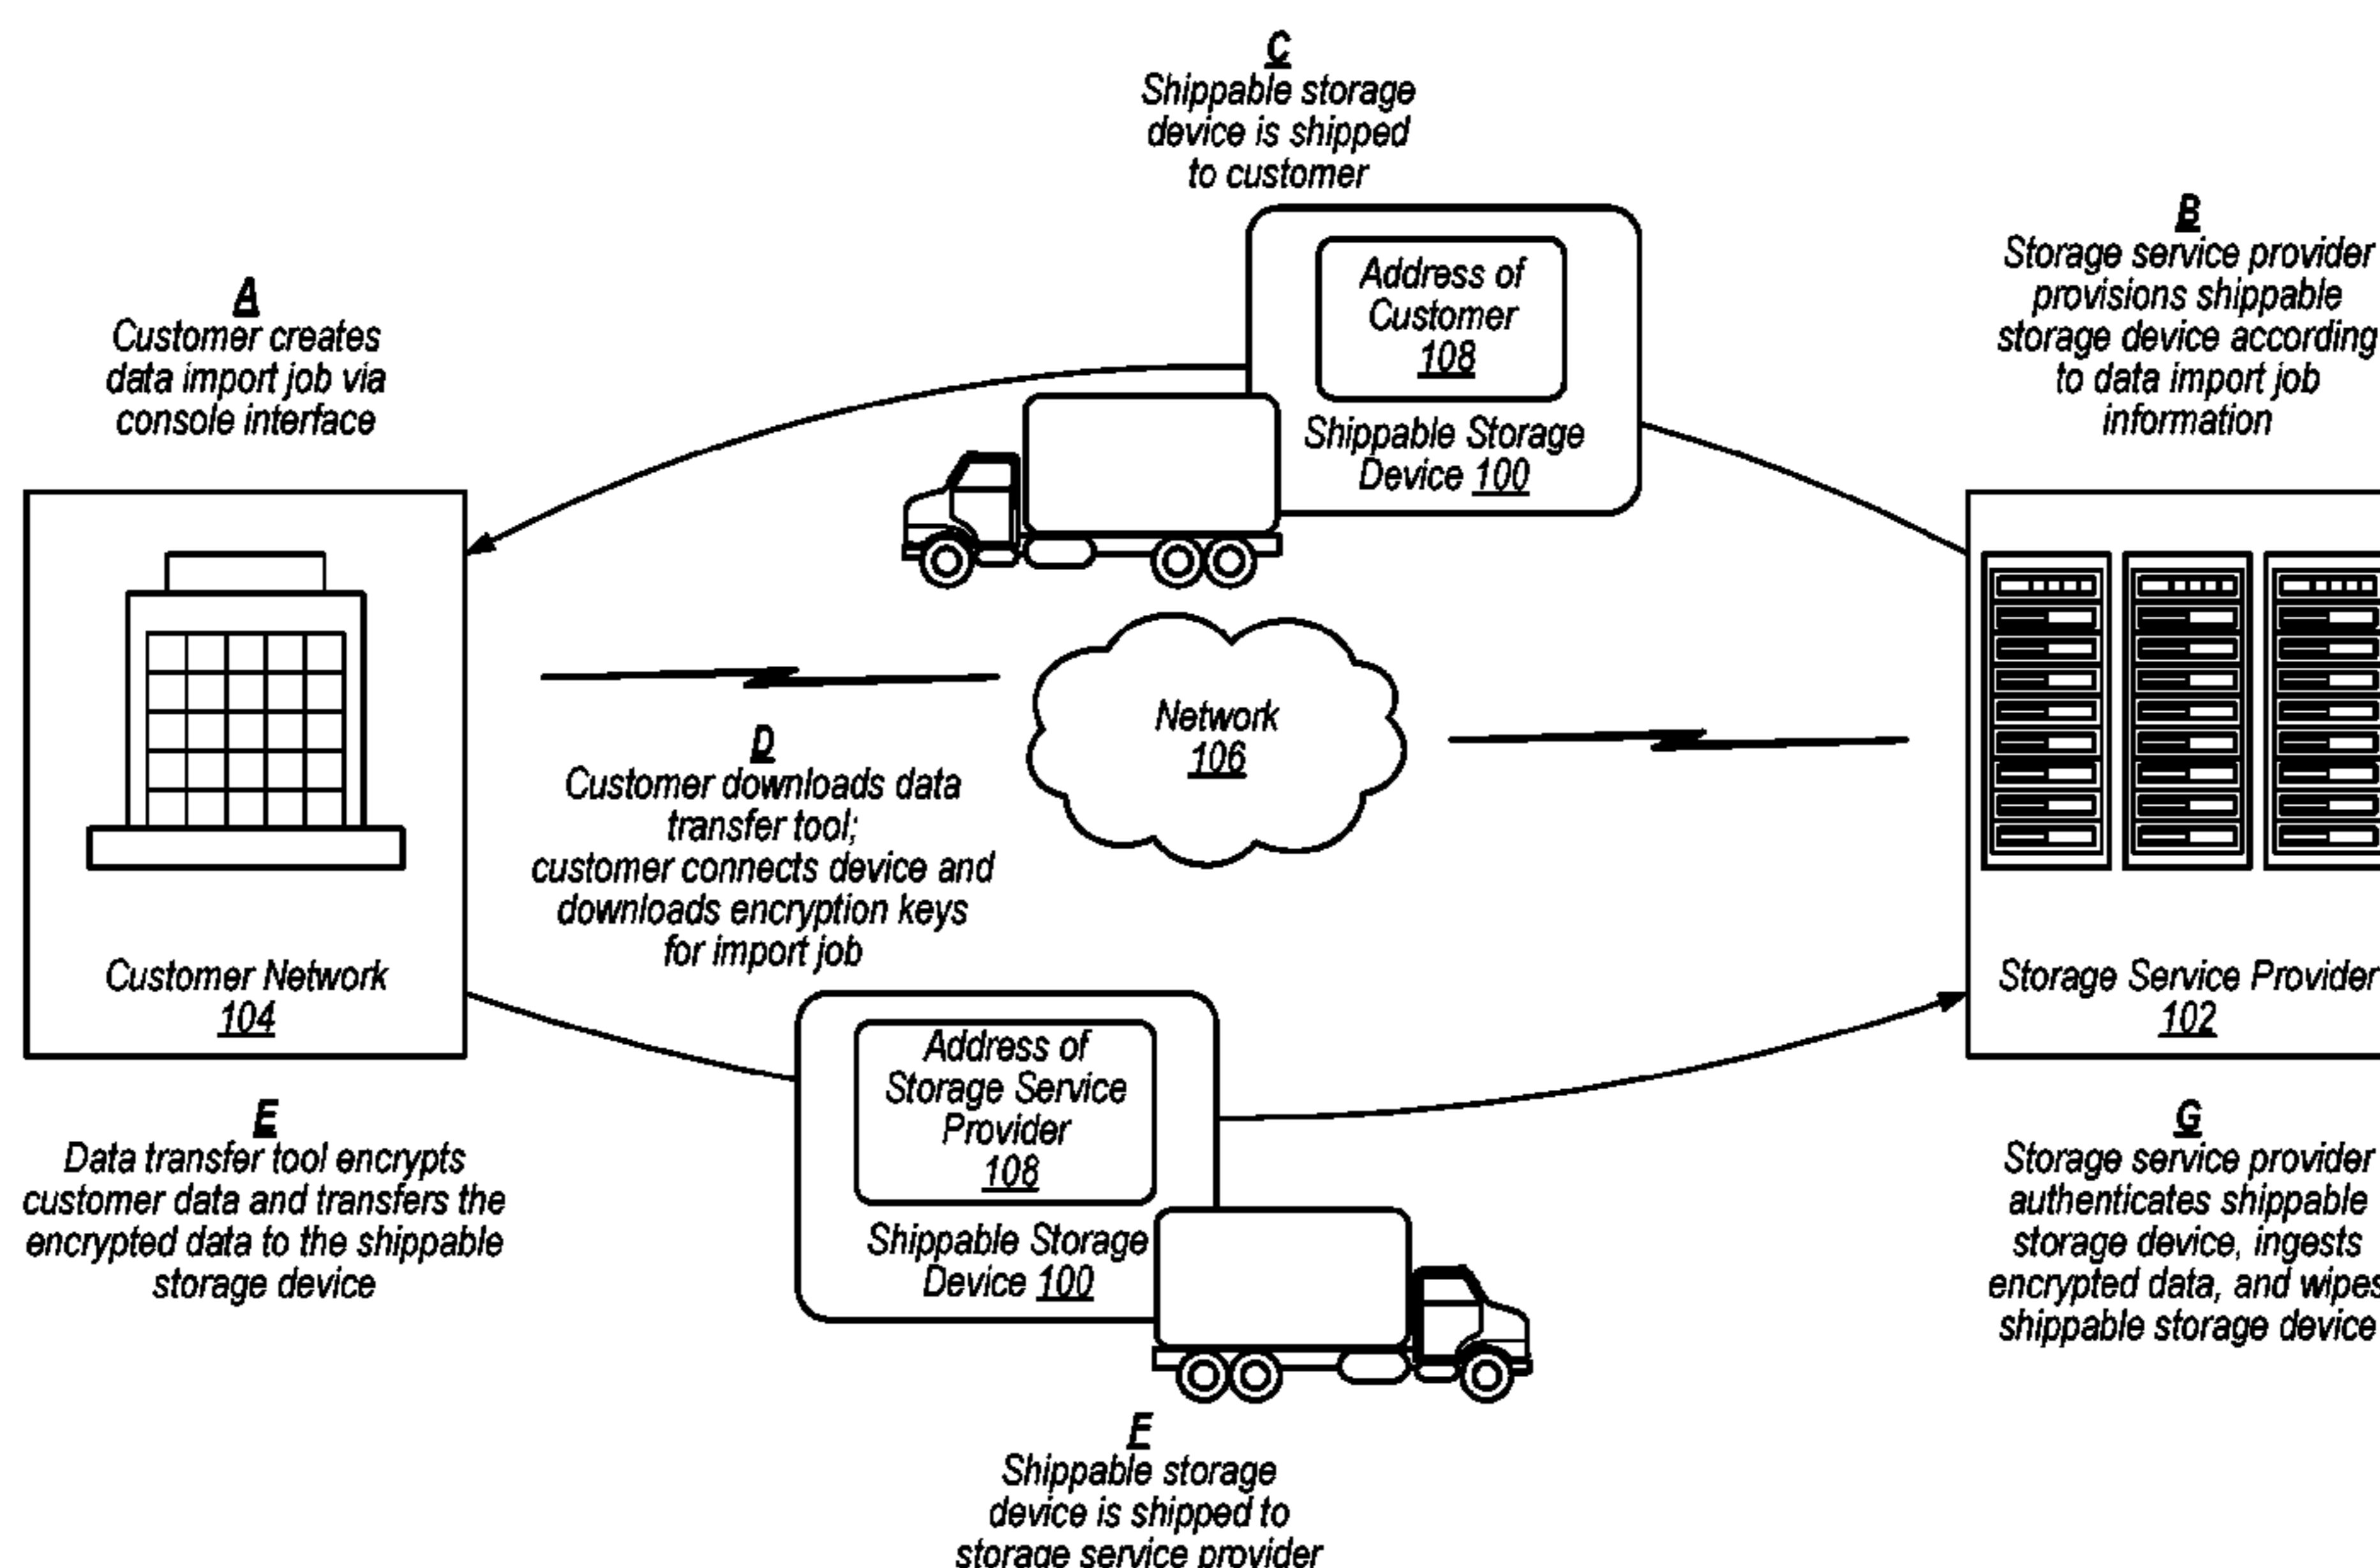 C
Shippable storage
device is shipped
to customer
Address of
Customer
108
Shippable Storage
Device 100
B
Storage service provider
provisions shippable
storage device according
to data import job
information
A
Customer creates
data import job via
console interface
Network
106
D
Customer downloads data
transfer tool;
customer connects device and
downloads encryption keys
for import job
Customer Network
104
Storage Service Provider
102
E
Data transfer tool encrypts
customer data and transfers the
encrypted data to the shippable
storage device
Address of
Storage Service
Provider
108
Shippable Storage
Device 100
G
Storage service provider
authenticates shippable
storage device, ingests
encrypted data, and wipes
shippable storage device
F
Shippable storage
device is shipped to
storage service provider